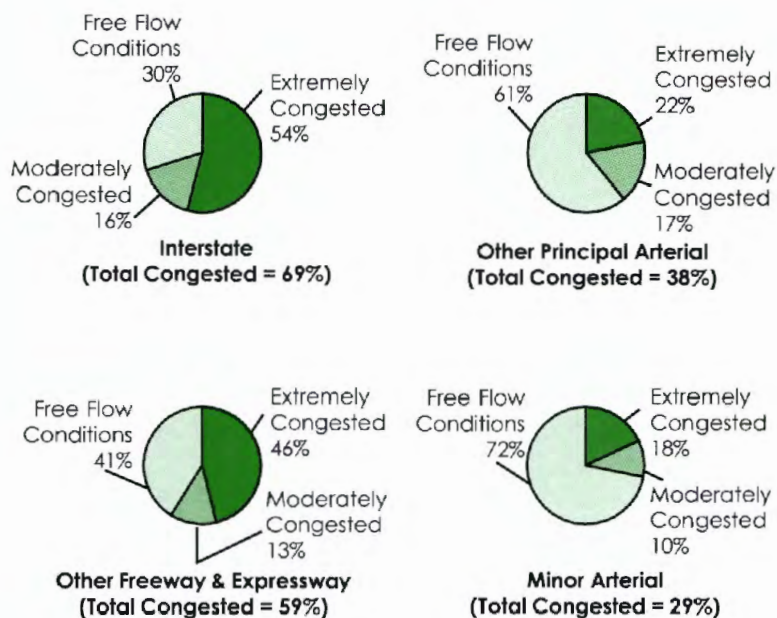 Free Flow
Conditions
30%
Extremely
Congested
54%
Moderately
Congested
16%
Interstate
(Total Congested = 69%)
Free Flow
Conditions
61%
Extremely
Congested
22%
Moderately
Congested
17%
Other Principal Arterial
(Total Congested = 38%)
Free Flow
Conditions
41%
Extremely
Congested
46%
Moderately
Congested
13%
Other Freeway & Expressway
(Total Congested = 59%)
Free Flow
Conditions
72%
Extremely
Congested
18%
Moderately
Congested
10%
Minor Arterial
(Total Congested = 29%)